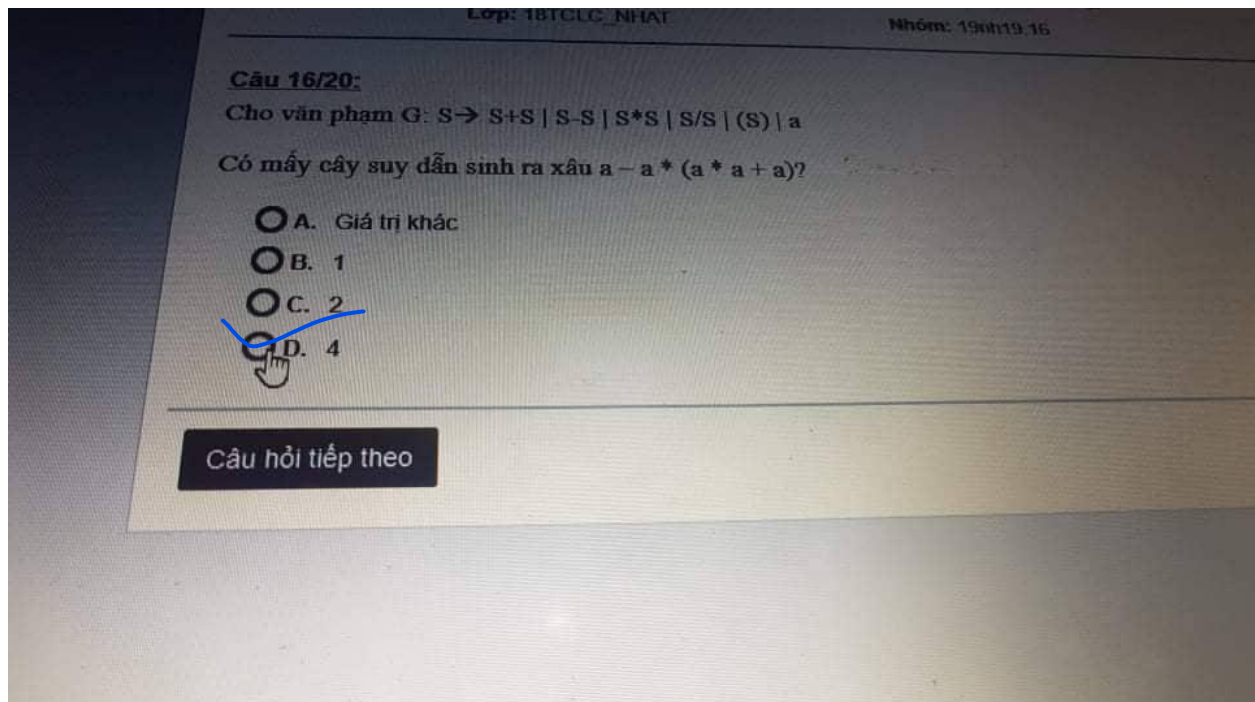 Lớp: 18TCLC_NHAT
Nhóm: 19nh19.16
Câu 16/20:
Cho văn phạm G: S→ S+S | S-S | S*S | S/S | (S) | a
Có mấy cây suy dẫn sinh ra xâu a – a * (a * a + a)?
A. Giá trị khác
B. 1
C. 2
D. 4
Câu hỏi tiếp theo